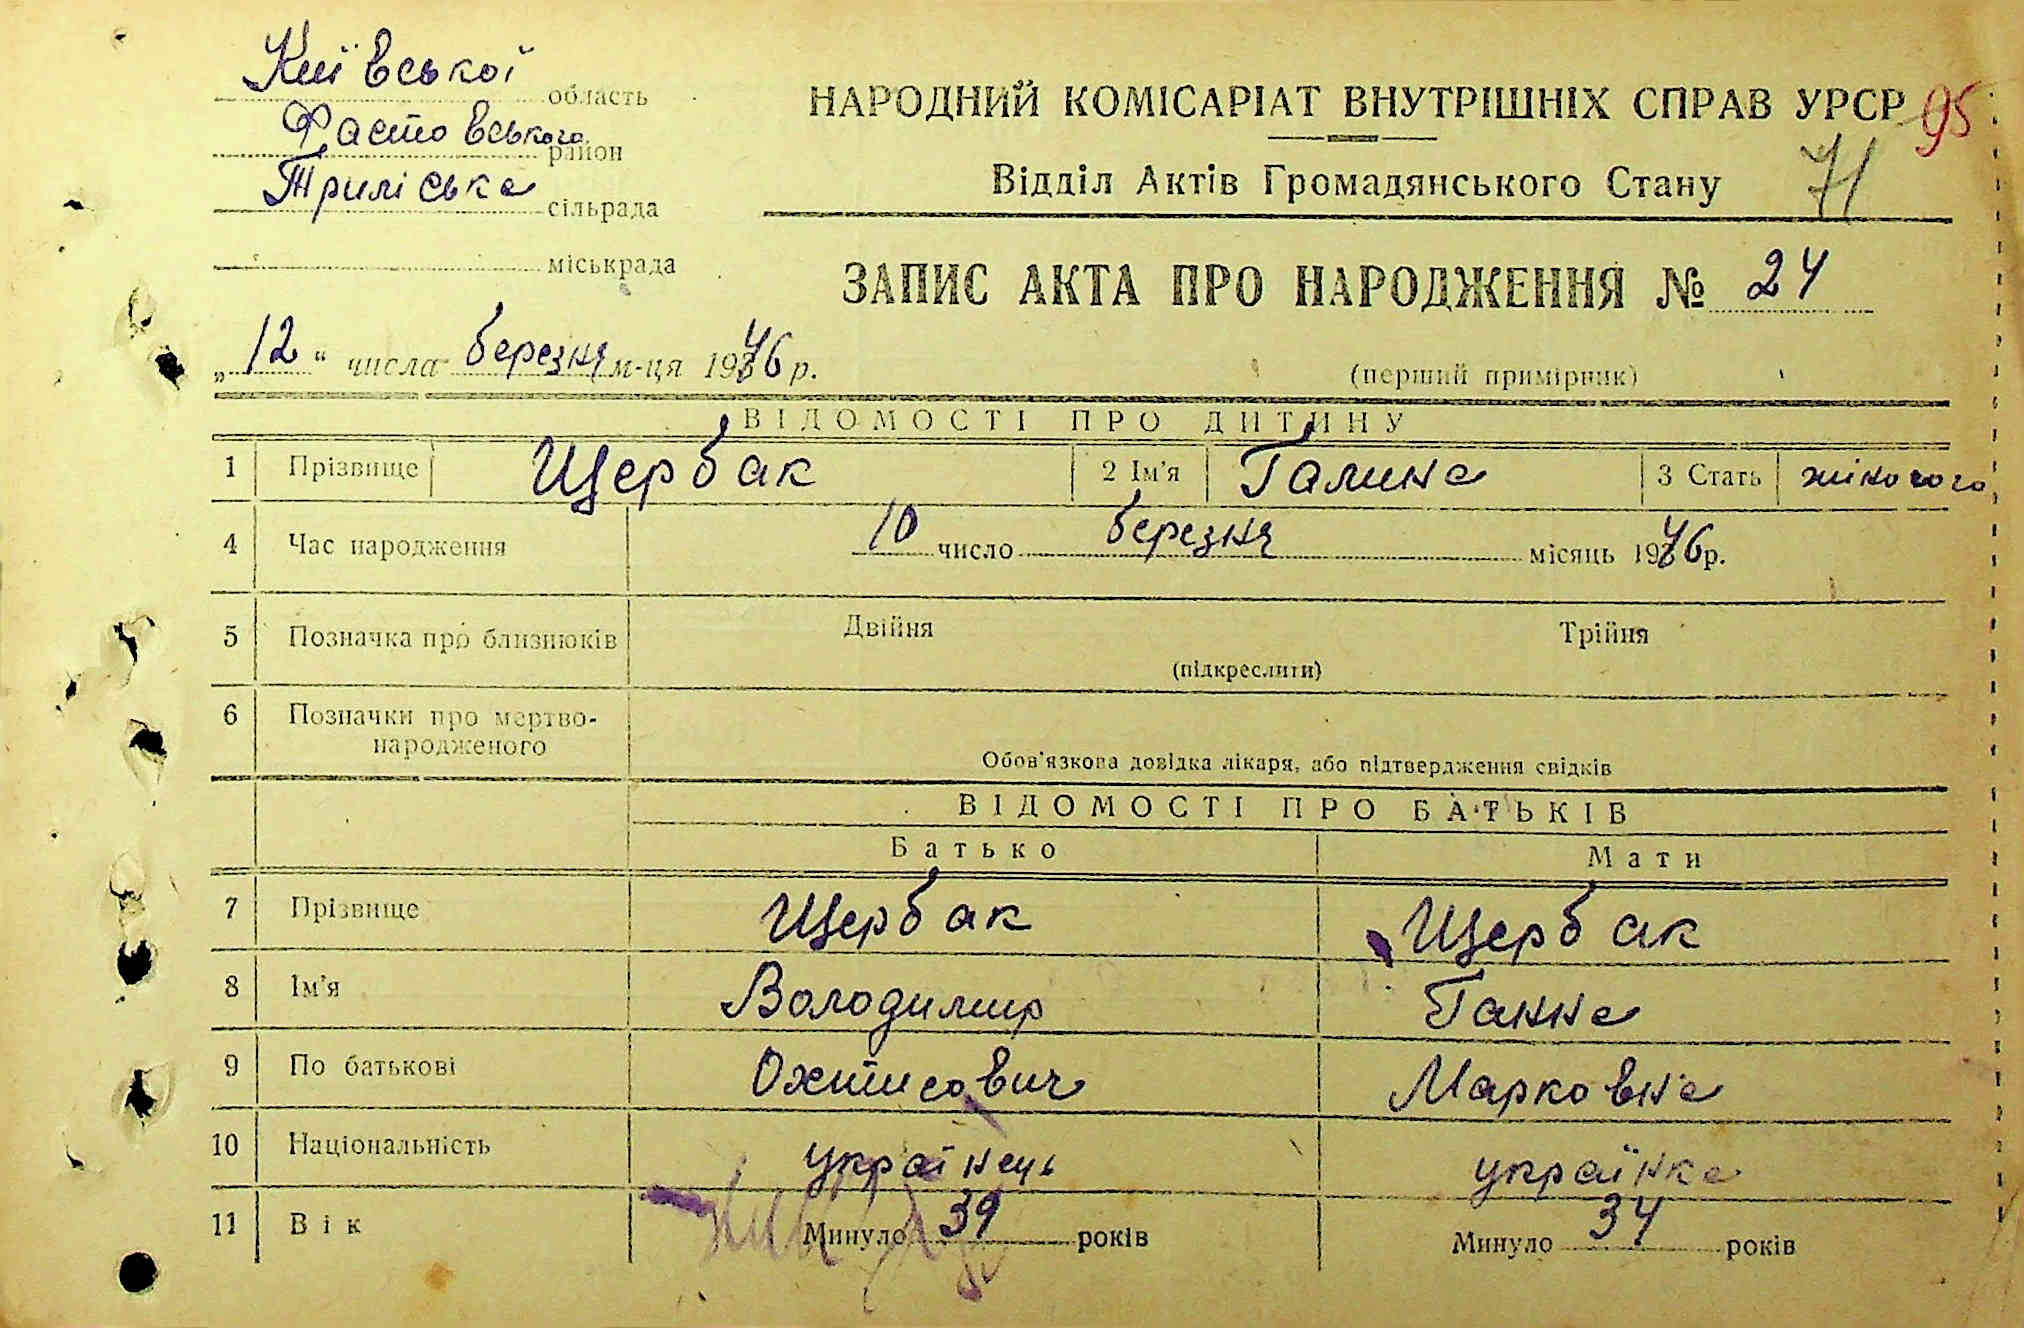 Київської область
Фастовського район
Триліська сільрада
міськрада
НАРОДНИЙ КОМІСАРІАТ ВНУТРІШНІХ СПРАВ УРСР 95
Відділ Актів Громадянського Стану 71
ЗАПИС АКТА ПРО НАРОДЖЕННЯ № 24
„12“ числа березня м-ця 1946 р.
(перший примірник)
ВІДОМОСТІ ПРО ДИТИНУ
1 Прізвище Щербак 2 Ім'я Галина 3 Стать жіночого
4 Час народження 10 число березня місяць 1946 р.
5 Позначка про близнюків Двійня Трійня
(підкреслити)
6 Позначки про мертво-
народженого
Обов'язкова довідка лікаря, або підтвердження свідків
ВІДОМОСТІ ПРО БАТЬКІВ
Батько Мати
7 Прізвище Щербак Щербак
8 Ім'я Володимир Ганна
9 По батькові Охтисович Марковна
10 Національність українець українка
11 Вік Минуло 39 років Минуло 34 років